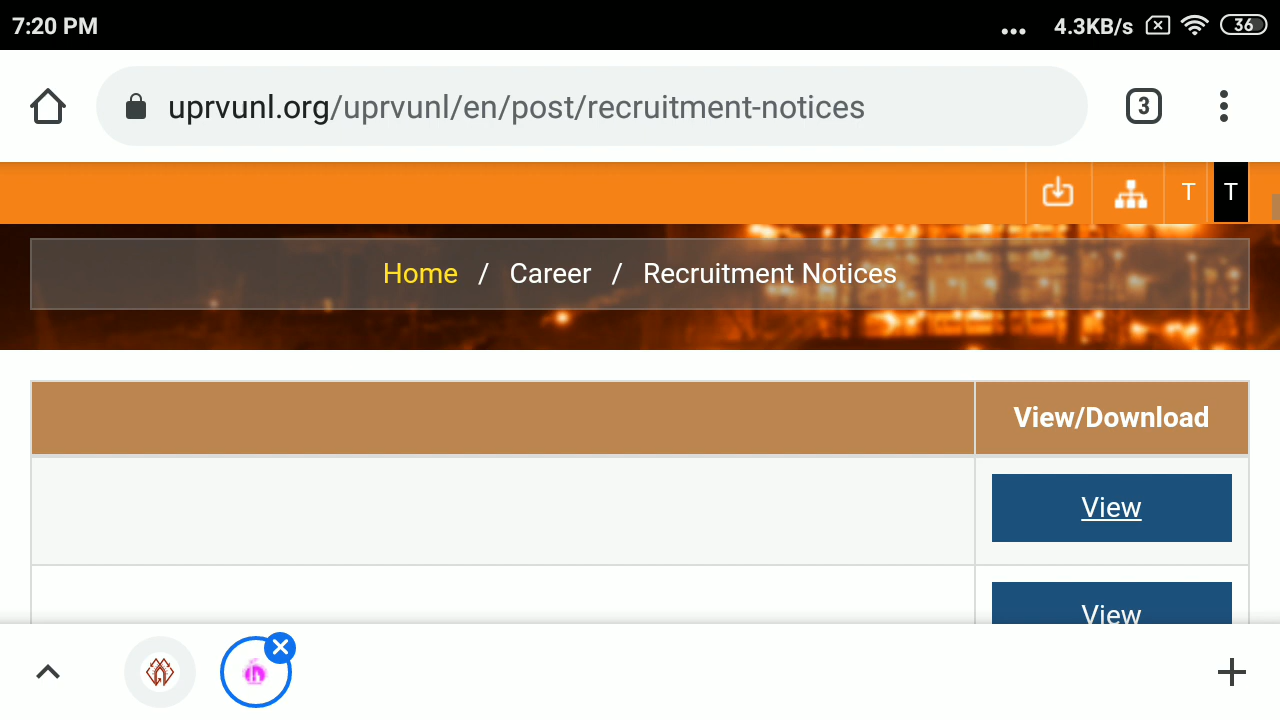 7:20 PM
4.3KB/s
36
uprvunl.org/uprvunl/en/post/recruitment-notices
3
T T
Home / Career / Recruitment Notices
View/Download
View
View